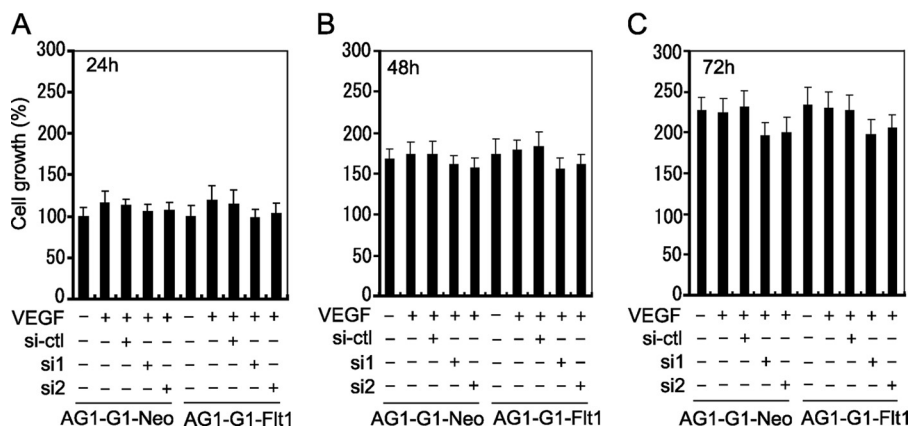 A
B
C
24h
48h
72h
Cell growth (%)
300
250
200
150
100
50
0
300
250
200
150
100
50
0
300
250
200
150
100
50
0
VEGF – + + + + – + + + +
si-ctl – – + – – – – + – –
si1 – – – + – – – – + –
si2 – – – – + – – – – +
AG1-G1-Neo AG1-G1-Flt1
VEGF – + + + + – + + + +
si-ctl – – + – – – – + – –
si1 – – – + – – – – + –
si2 – – – – + – – – – +
AG1-G1-Neo AG1-G1-Flt1
VEGF – + + + + – + + + +
si-ctl – – + – – – – + – –
si1 – – – + – – – – + –
si2 – – – – + – – – – +
AG1-G1-Neo AG1-G1-Flt1